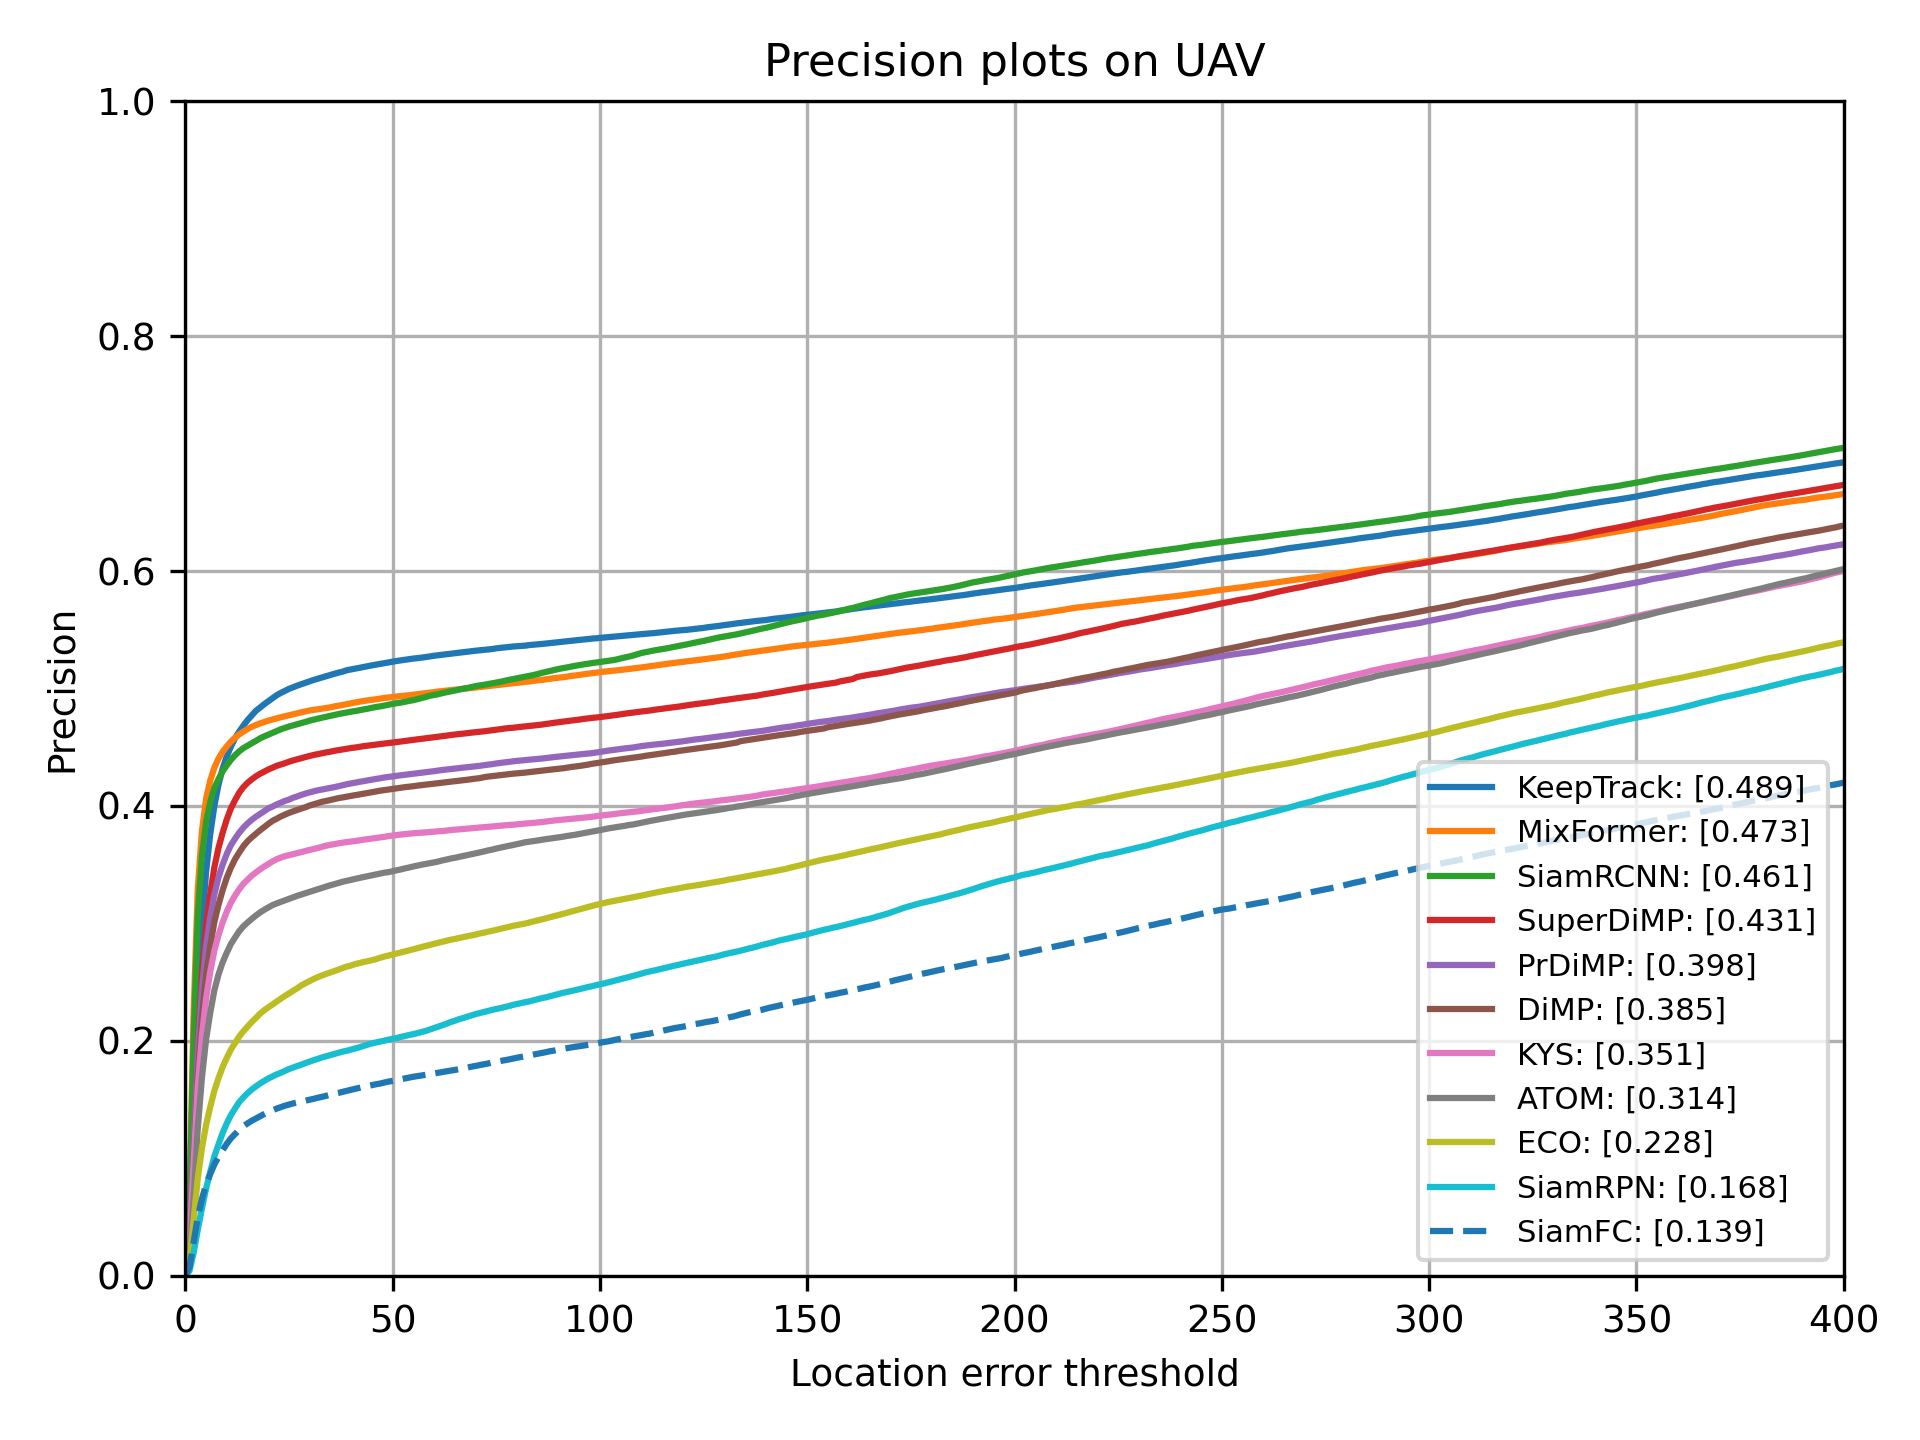 Precision plots on UAV
1.0
0.8
0.6
0.4
0.2
0.0
Precision
0 50 100 150 200 250 300 350 400
Location error threshold
KeepTrack: [0.489]
MixFormer: [0.473]
SiamRCNN: [0.461]
SuperDiMP: [0.431]
PrDiMP: [0.398]
DiMP: [0.385]
KYS: [0.351]
ATOM: [0.314]
ECO: [0.228]
SiamRPN: [0.168]
SiamFC: [0.139]